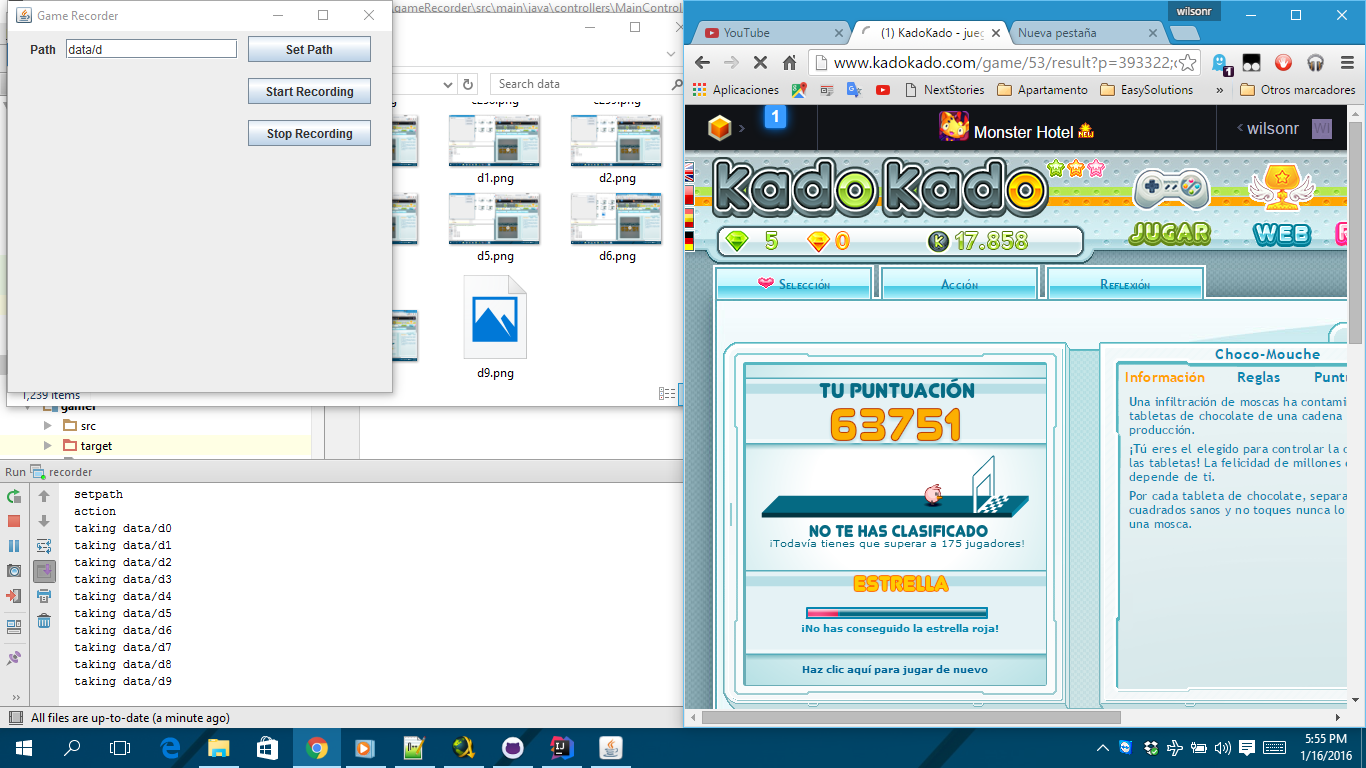 Game Recorder
Path data/d Set Path
Start Recording
Stop Recording
gameRecorder\src\main\java\controllers\MainControl
Search data
d1.png d2.png
d5.png d6.png
d9.png
1,239 items
src
target
Run recorder
setpath
action
taking data/d0
taking data/d1
taking data/d2
taking data/d3
taking data/d4
taking data/d5
taking data/d6
taking data/d7
taking data/d8
taking data/d9
All files are up-to-date (a minute ago)
wilsonr
YouTube (1) KadoKado - jueg Nueva pestaña
www.kadokado.com/game/53/result?p=393322;
1
Aplicaciones NextStories Apartamento EasySolutions » Otros marcadores
1 Monster Hotel NEW wilsonr WI
KadoKado
5 0 K 17.858
JUGAR WEB
Selección Acción Reflexión
TU PUNTUACIÓN
63751
NO TE HAS CLASIFICADO
¡Todavía tienes que superar a 175 jugadores!
ESTRELLA
¡No has conseguido la estrella roja!
Haz clic aquí para jugar de nuevo
Choco-Mouche
Información Reglas Puntu
Una infiltración de moscas ha contami
tabletas de chocolate de una cadena
producción.
¡Tú eres el elegido para controlar la c
las tabletas! La felicidad de millones
depende de ti.
Por cada tableta de chocolate, separa
cuadrados sanos y no toques nunca lo
una mosca.
5:55 PM
1/16/2016